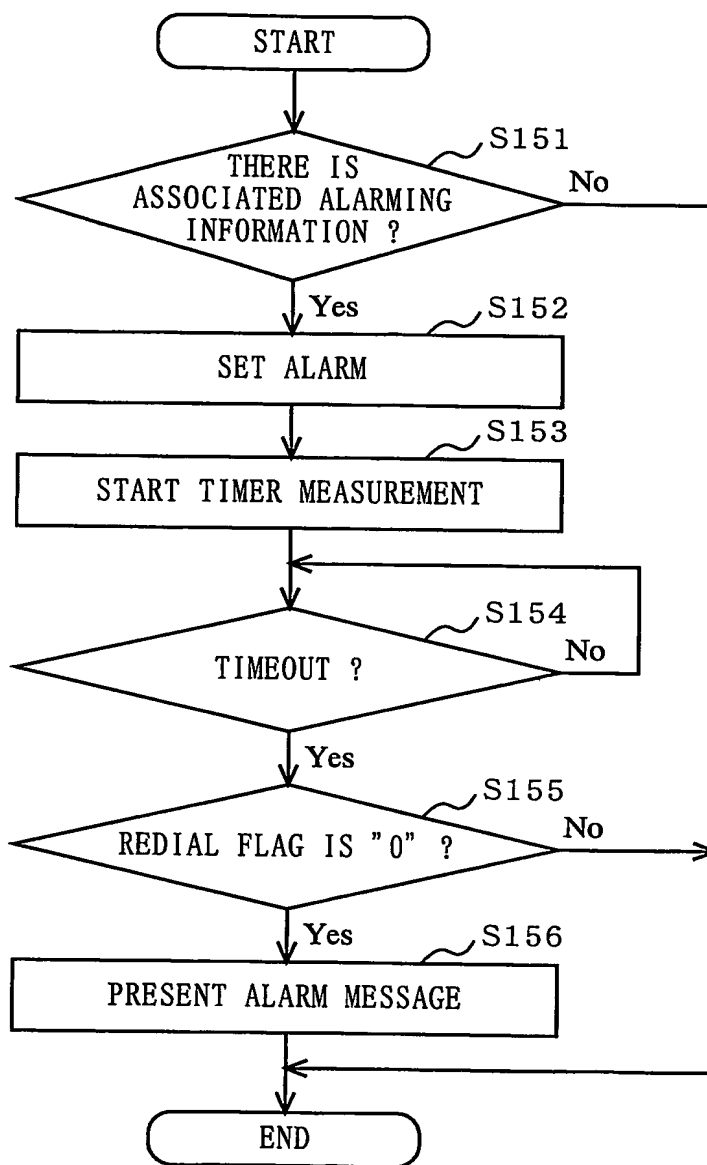 START
S151
THERE IS
ASSOCIATED ALARMING
INFORMATION ?
No
Yes
S152
SET ALARM
S153
START TIMER MEASUREMENT
S154
TIMEOUT ?
No
Yes
S155
REDIAL FLAG IS "0" ?
No
Yes
S156
PRESENT ALARM MESSAGE
END